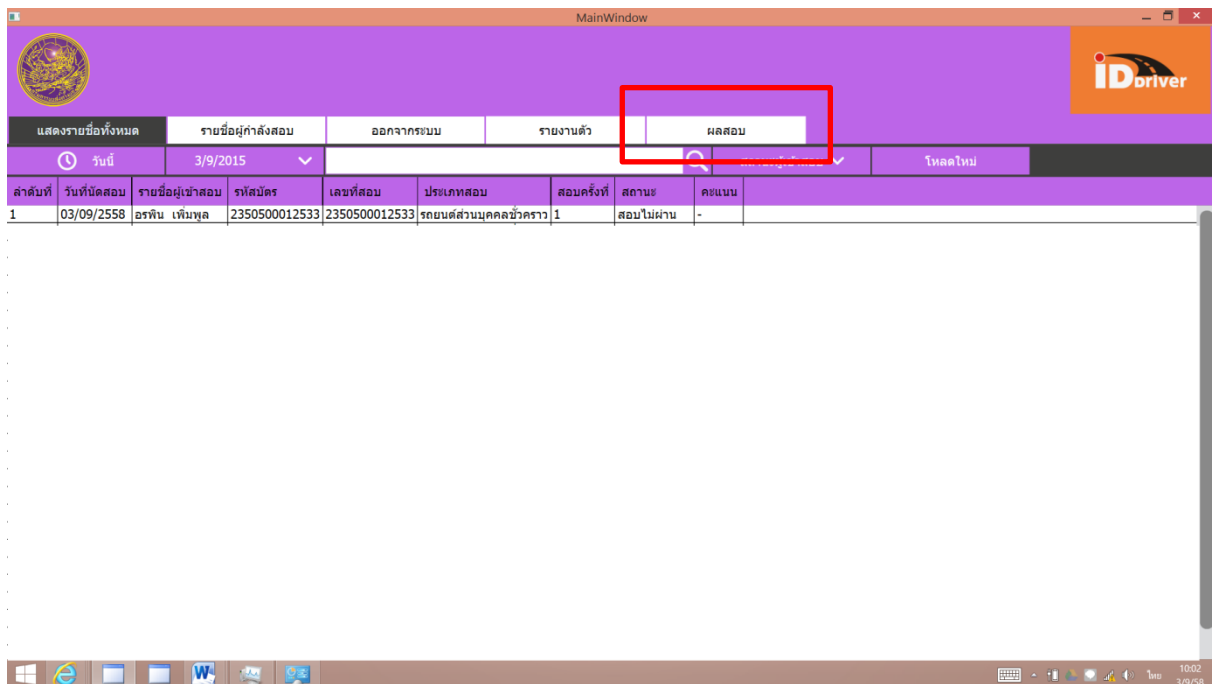 MainWindow
iDDriver
แสดงรายชื่อทั้งหมด รายชื่อผู้กำลังสอบ ออกจากระบบ รายงานตัว ผลสอบ
วันนี้ 3/9/2015 โหลดใหม่
ลำดับที่ วันที่นัดสอบ รายชื่อผู้เข้าสอบ รหัสบัตร เลขที่สอบ ประเภทสอบ สอบครั้งที่ สถานะ คะแนน
1 03/09/2558 อรพิน เพิ่มพูล 2350500012533 2350500012533 รถยนต์ส่วนบุคคลชั่วคราว 1 สอบไม่ผ่าน -
ไทย 10:02
3/9/58